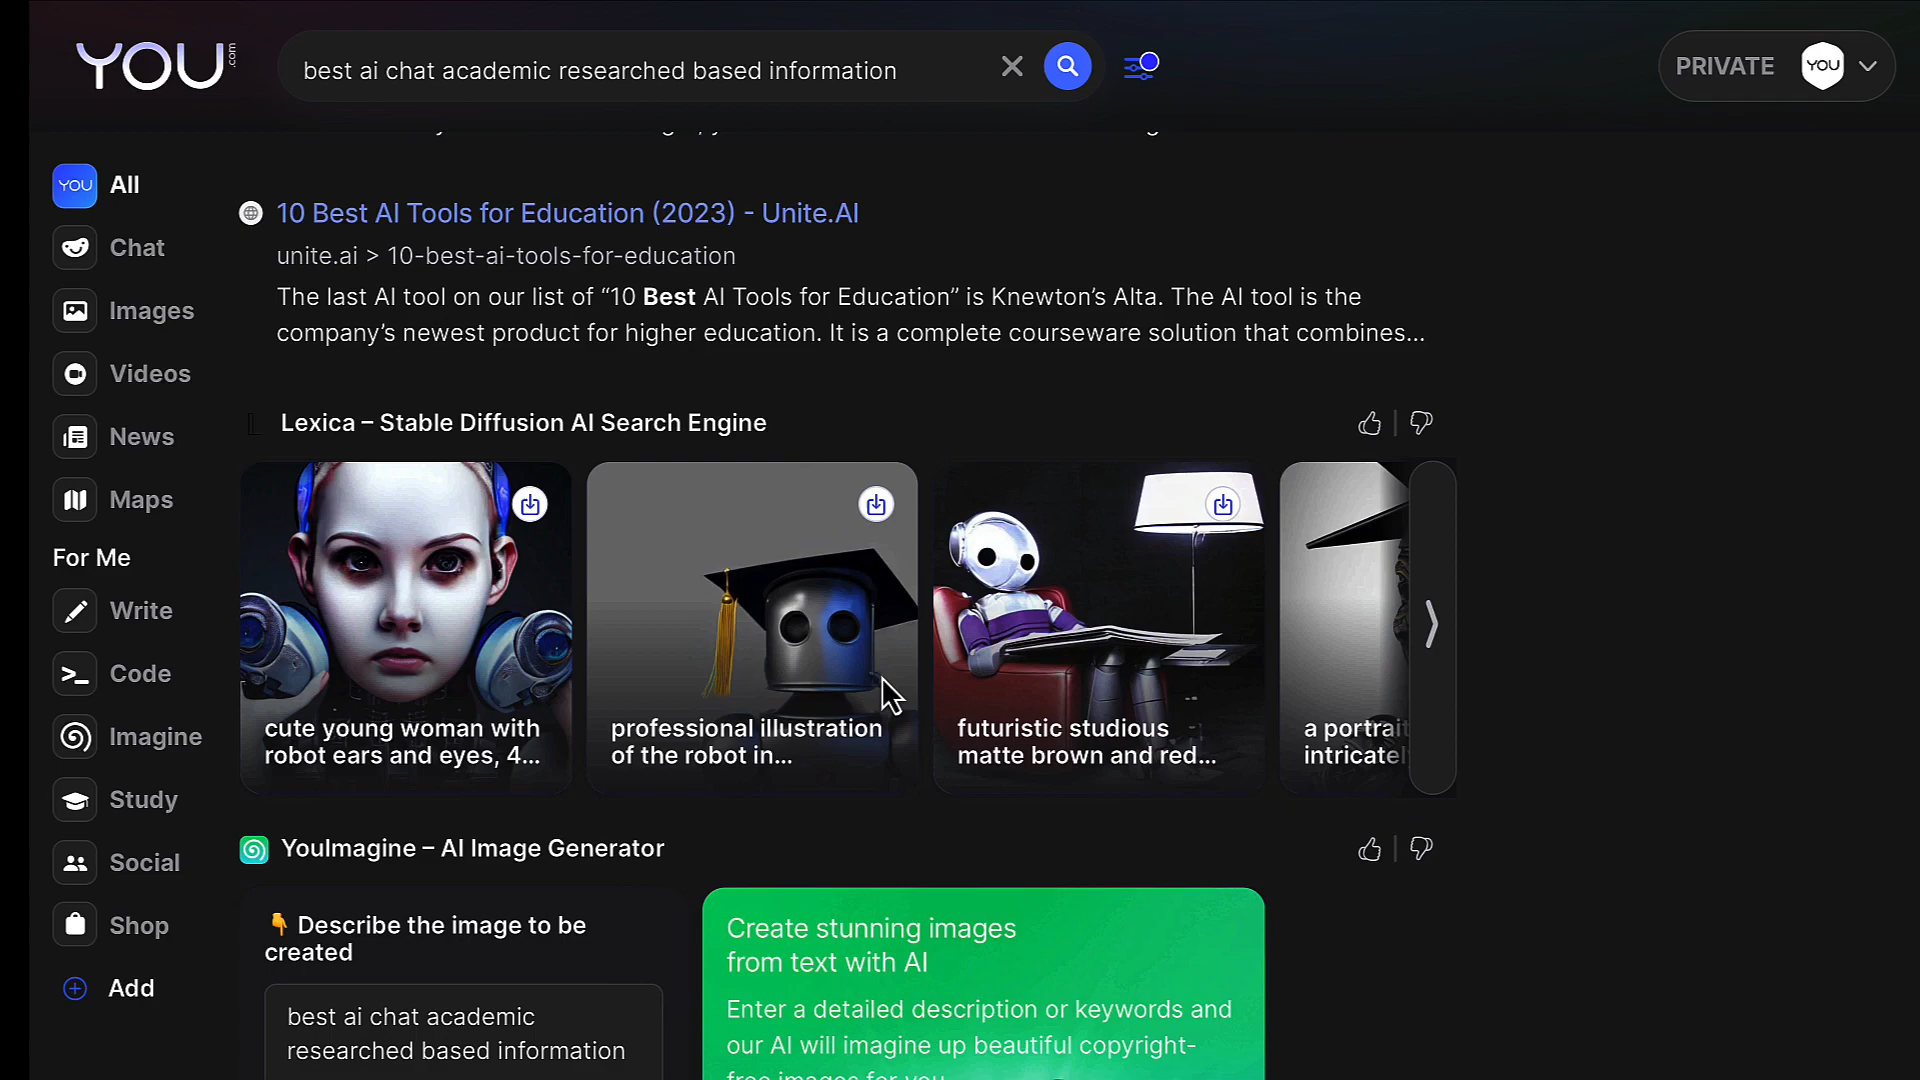 YOU.com
best ai chat academic researched based information
PRIVATE
YOU
YOU All
Chat
Images
Videos
News
Maps
For Me
Write
Code
Imagine
Study
Social
Shop
Add
10 Best AI Tools for Education (2023) - Unite.AI
unite.ai > 10-best-ai-tools-for-education
The last AI tool on our list of “10 Best AI Tools for Education” is Knewton’s Alta. The AI tool is the
company’s newest product for higher education. It is a complete courseware solution that combines...
Lexica – Stable Diffusion AI Search Engine
cute young woman with
robot ears and eyes, 4...
professional illustration
of the robot in...
futuristic studious
matte brown and red...
a portrait
intricatel
YouImagine – AI Image Generator
Describe the image to be
created
best ai chat academic
researched based information
Create stunning images
from text with AI
Enter a detailed description or keywords and
our AI will imagine up beautiful copyright-
free images for you